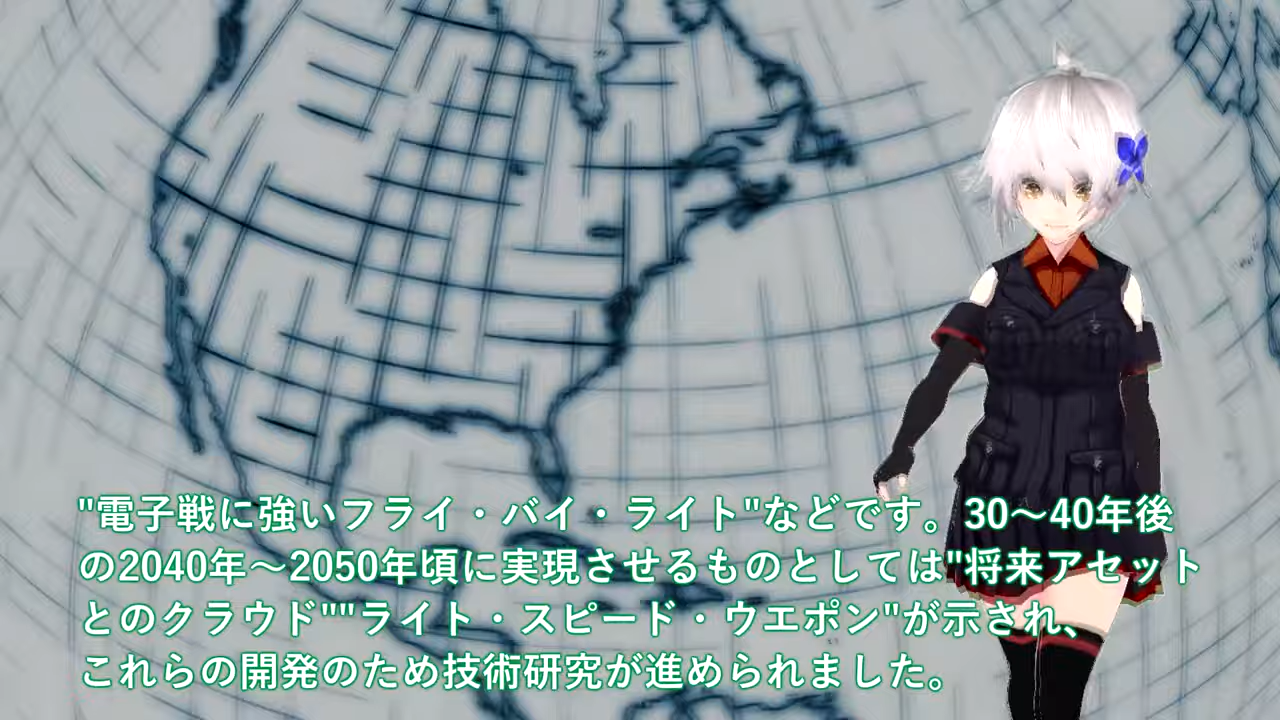 "電子戦に強いフライ・バイ・ライト"などです。30～40年後
の2040年～2050年頃に実現させるものとしては"将来アセット
とのクラウド""ライト・スピード・ウエポン"が示され、
これらの開発のため技術研究が進められました。